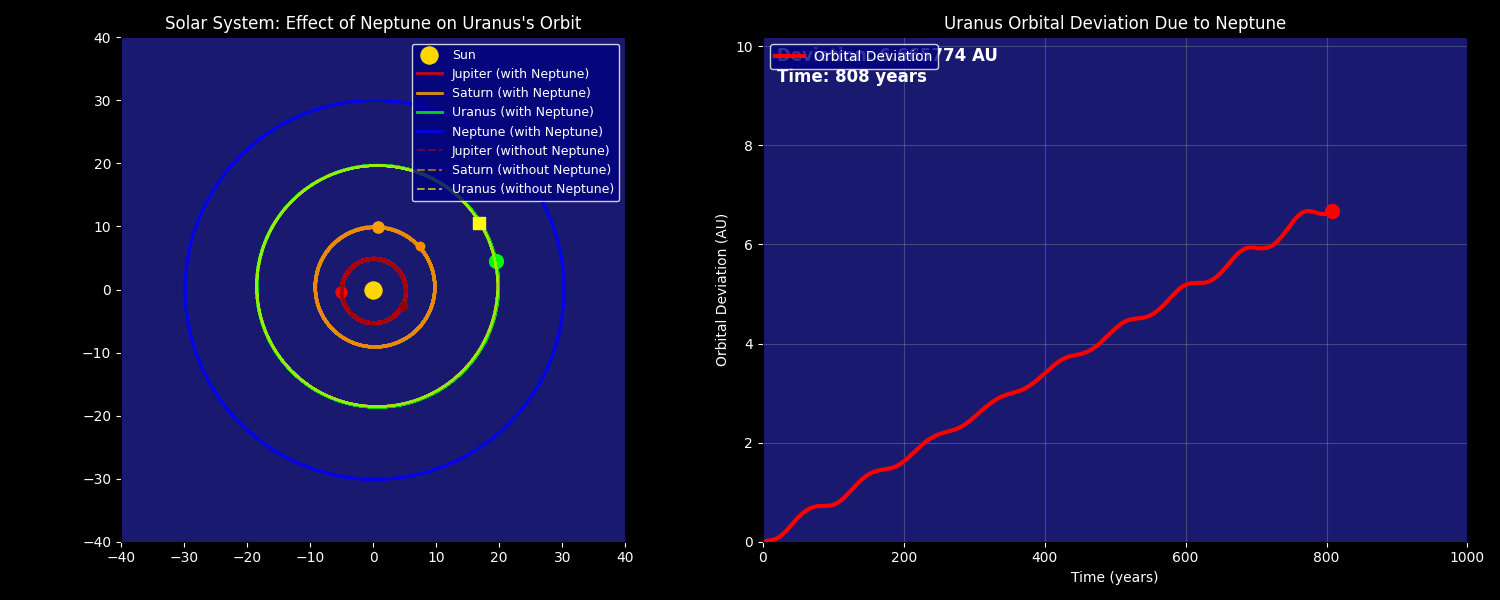 Solar System: Effect of Neptune on Uranus's Orbit
40
30
20
10
0
−10
−20
−30
−40
−40
−30
−20
−10
0
10
20
30
40
Sun
Jupiter (with Neptune)
Saturn (with Neptune)
Uranus (with Neptune)
Neptune (with Neptune)
Jupiter (without Neptune)
Saturn (without Neptune)
Uranus (without Neptune)
Uranus Orbital Deviation Due to Neptune
Orbital Deviation
AU
Time: 808 years
Orbital Deviation (AU)
10
8
6
4
2
0
0
200
400
600
800
1000
Time (years)